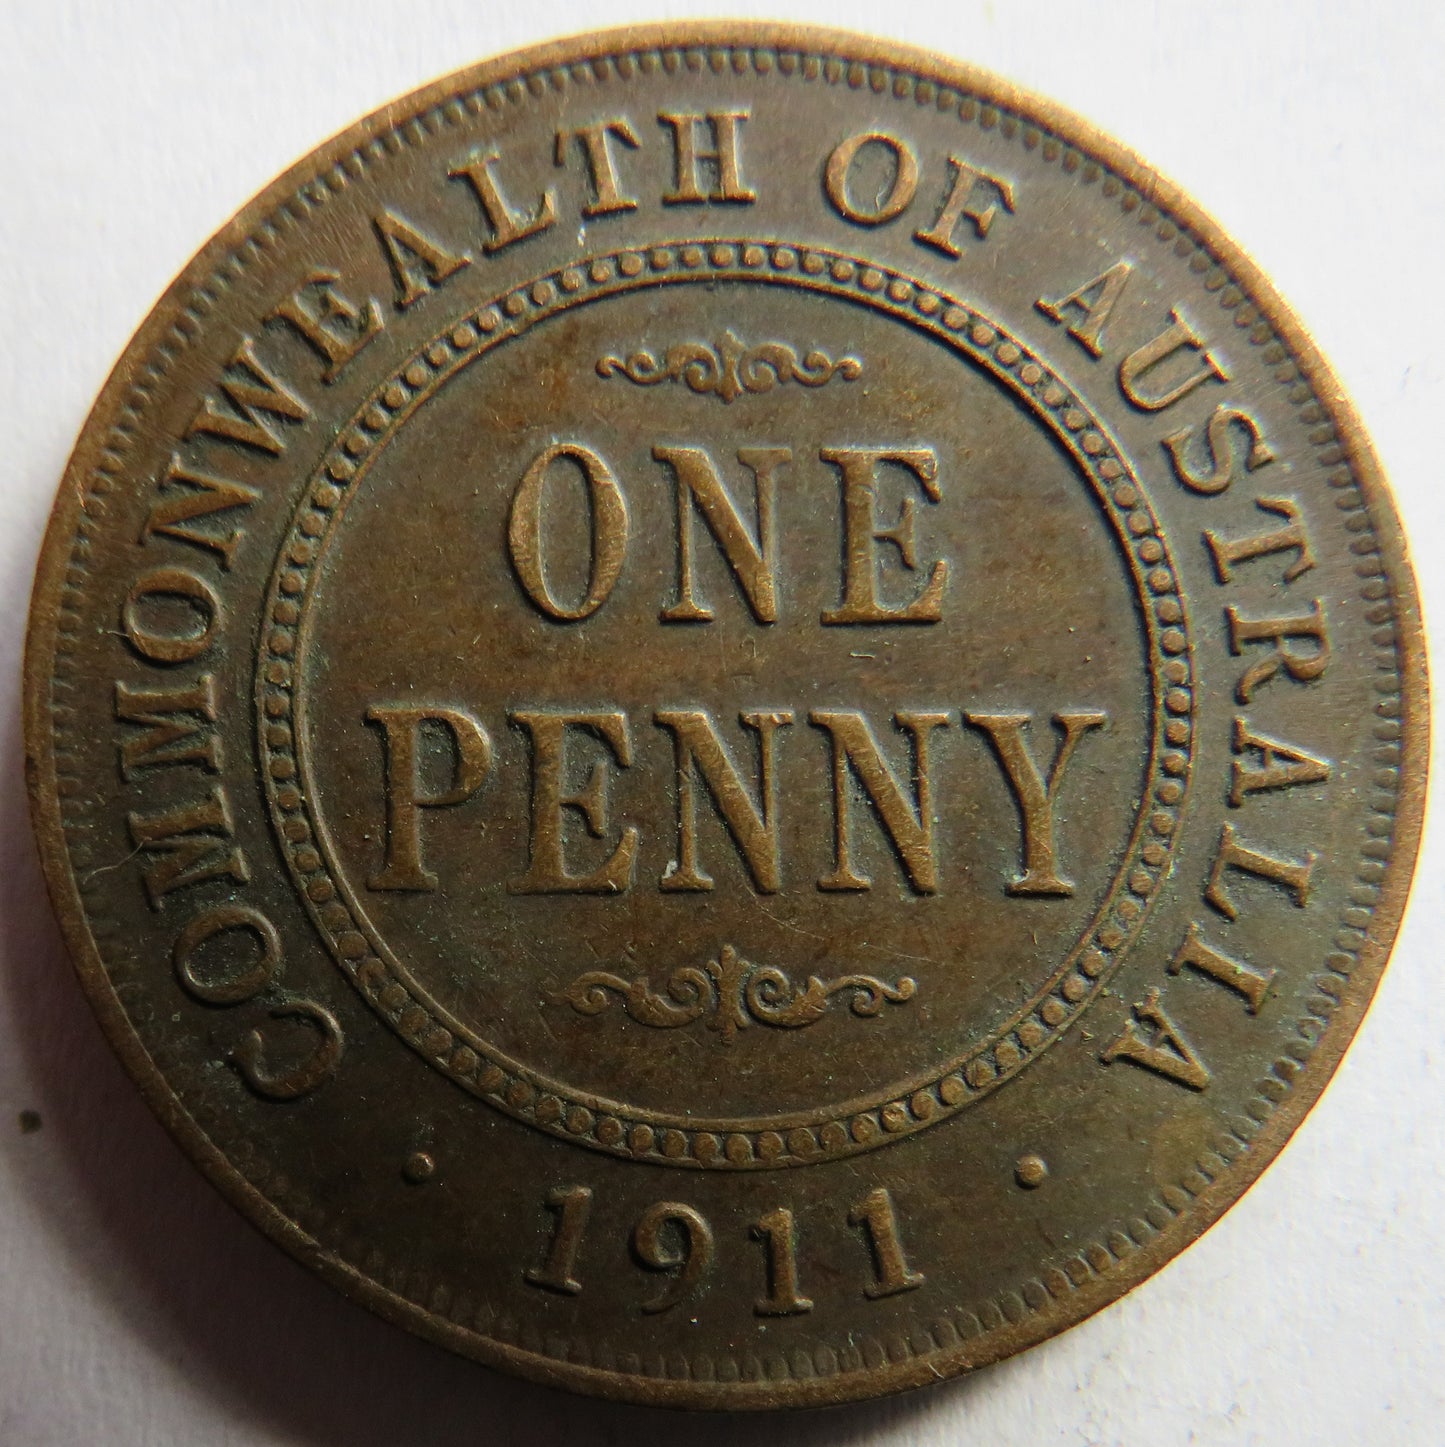 COMMONWEALTH OF AUSTRALIA
ONE
PENNY
· 1911 ·